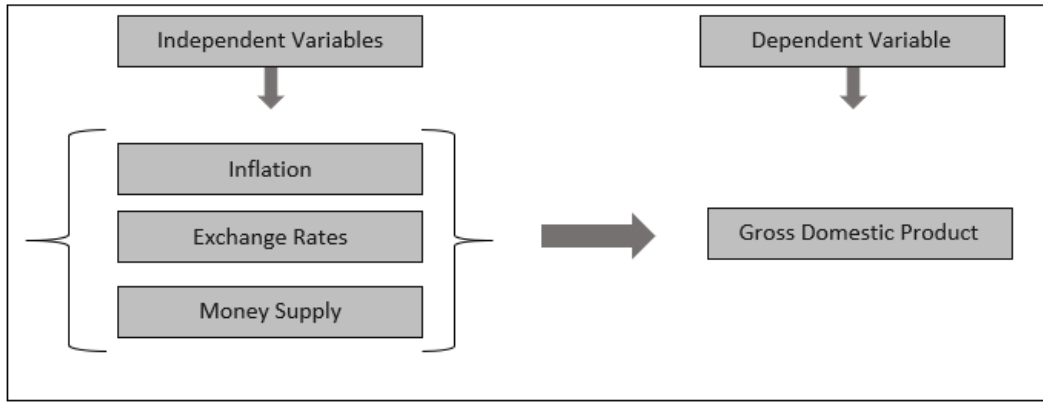 Independent Variables
Dependent Variable
Inflation
Exchange Rates
Gross Domestic Product
Money Supply